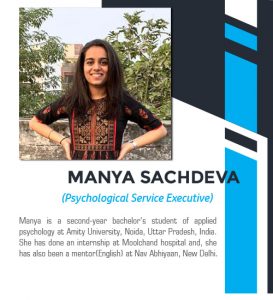 MANYA SACHDEVA
(Psychological Service Executive)
Manya is a second-year bachelor's student of applied
psychology at Amity University, Noida, Uttar Pradesh, India.
She has done an internship at Moolchand hospital and, she
has also been a mentor(English) at Nav Abhiyaan, New Delhi.